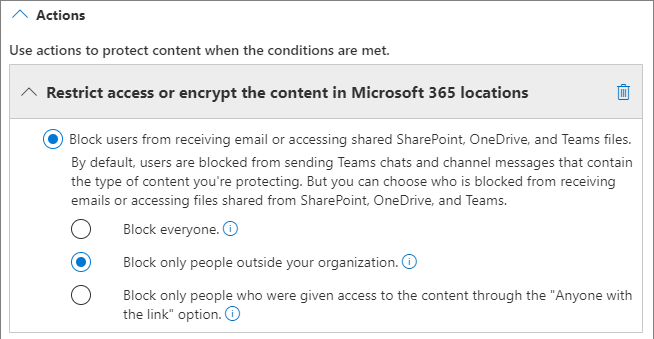 Actions
Use actions to protect content when the conditions are met.
Restrict access or encrypt the content in Microsoft 365 locations
Block users from receiving email or accessing shared SharePoint, OneDrive, and Teams files.
By default, users are blocked from sending Teams chats and channel messages that contain
the type of content you're protecting. But you can choose who is blocked from receiving
emails or accessing files shared from SharePoint, OneDrive, and Teams.
Block everyone.
Block only people outside your organization.
Block only people who were given access to the content through the "Anyone with
the link" option.